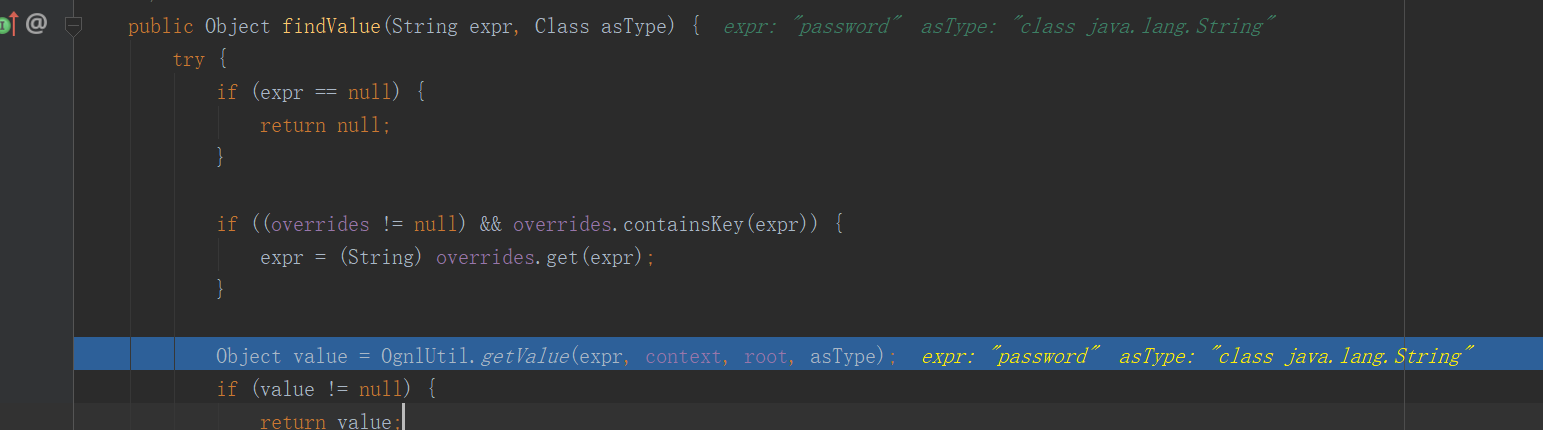 public Object findValue(String expr, Class asType) {  expr: "password"  asType: "class java.lang.String"
try {
if (expr == null) {
return null;
}
if ((overrides != null) && overrides.containsKey(expr)) {
expr = (String) overrides.get(expr);
}
Object value = OgnlUtil.getValue(expr, context, root, asType);  expr: "password"  asType: "class java.lang.String"
if (value != null) {
return value;